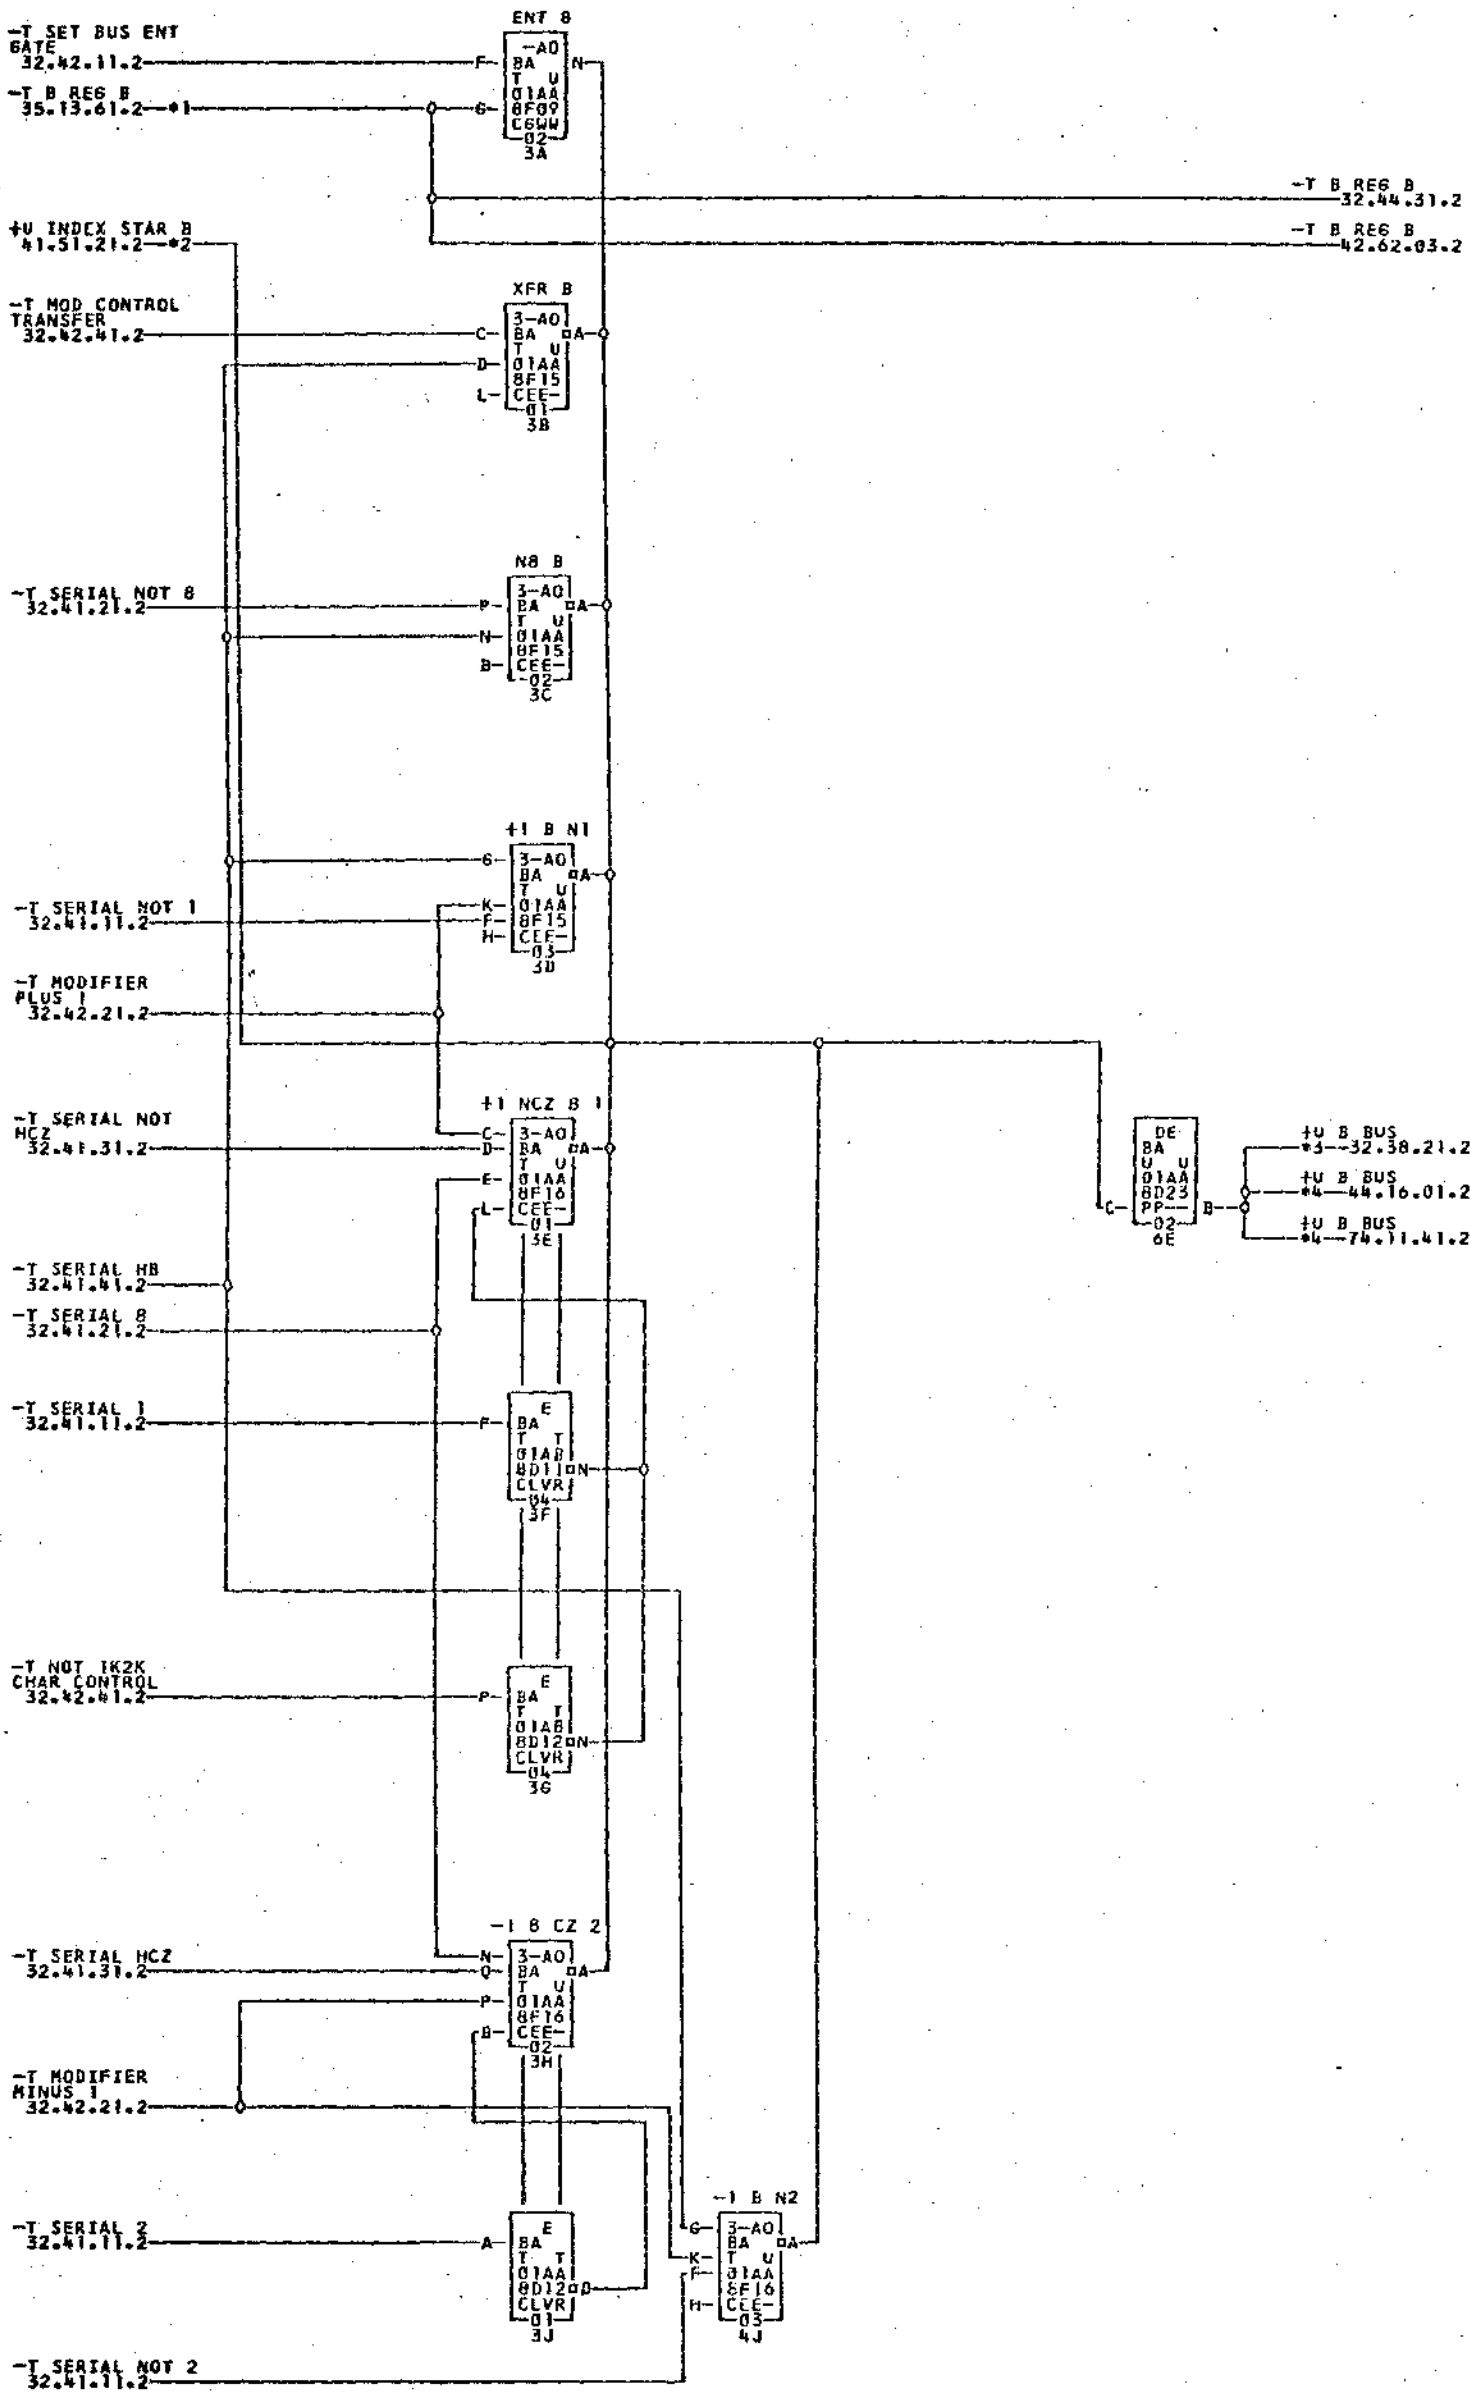 ENT 8
-T SET BUS ENT
GATE
32.42.11.2
F
-AO
BA N
T U
01AA
-T B REG B
35.13.61.2 *1
G
8F09
CGWW
02
3A
-T B REG B
32.44.31.2
+U INDEX STAR B
41.51.21.2 *2
-T B REG B
42.62.03.2
XFR B
-T MOD CONTROL
TRANSFER
32.42.41.2
C
3-AO
BA A
T U
D
01AA
8F15
L
CEE-
01
3B
N8 B
-T SERIAL NOT 8
32.41.21.2
P
3-AO
BA A
T U
N
01AA
8F15
B
CEE-
02
3C
+1 B N1
G
3-AO
BA A
T U
-T SERIAL NOT 1
32.41.11.2
K
01AA
F
8F15
H
CEE-
03
3D
-T MODIFIER
PLUS 1
32.42.21.2
+1 NCZ 8 1
-T SERIAL NOT
HCZ
32.41.31.2
C
3-AO
D
BA A
T U
E
01AA
8F16
L
CEE-
01
3E
DE
BA
U U
01AA
8D23
C
PP--
B
02
6E
+U B BUS
*3 32.38.21.2
+U B BUS
*4 44.16.01.2
+U B BUS
*4 74.11.41.2
-T SERIAL HB
32.41.41.2
-T SERIAL 8
32.41.21.2
-T SERIAL 1
32.41.11.2
F
E
BA
T T
01AB
8D11 N
CLVR
04
3F
-T NOT 1K2K
CHAR CONTROL
32.42.41.2
P
E
BA
T T
01AB
8D12 N
CLVR
04
3G
-1 8 CZ 2
-T SERIAL HCZ
32.41.31.2
N
3-AO
Q
BA A
T U
P
01AA
8F16
B
CEE-
02
3H
-T MODIFIER
MINUS 1
32.42.21.2
-T SERIAL 2
32.41.11.2
A
E
BA
T T
01AA
8D12 D
CLVR
01
3J
-1 B N2
G
3-AO
BA A
K
T U
F
01AA
8F16
H
CEE-
03
4J
-T SERIAL NOT 2
32.41.11.2